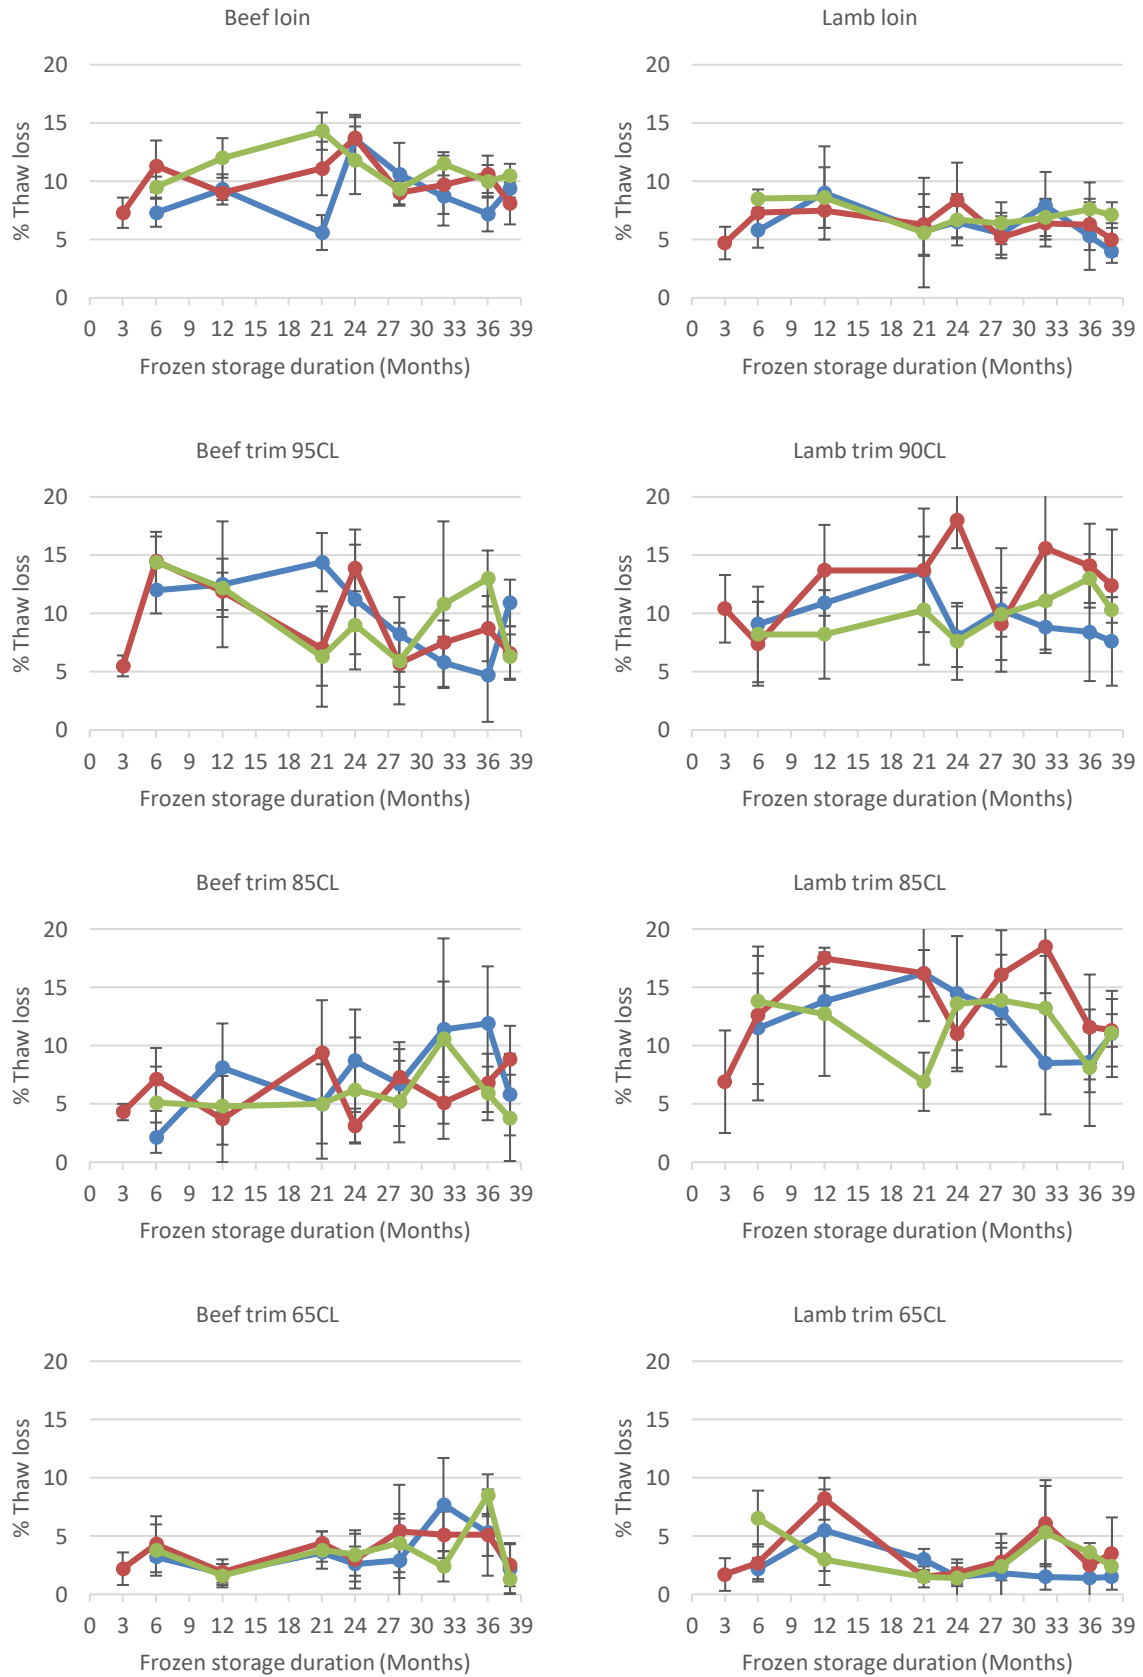 Beef loin
20
15
10
5
0
% Thaw loss
0 3 6 9 12 15 18 21 24 27 30 33 36 39
Frozen storage duration (Months)
Lamb loin
20
15
10
5
0
% Thaw loss
0 3 6 9 12 15 18 21 24 27 30 33 36 39
Frozen storage duration (Months)
Beef trim 95CL
20
15
10
5
0
% Thaw loss
0 3 6 9 12 15 18 21 24 27 30 33 36 39
Frozen storage duration (Months)
Lamb trim 90CL
20
15
10
5
0
% Thaw loss
0 3 6 9 12 15 18 21 24 27 30 33 36 39
Frozen storage duration (Months)
Beef trim 85CL
20
15
10
5
0
% Thaw loss
0 3 6 9 12 15 18 21 24 27 30 33 36 39
Frozen storage duration (Months)
Lamb trim 85CL
20
15
10
5
0
% Thaw loss
0 3 6 9 12 15 18 21 24 27 30 33 36 39
Frozen storage duration (Months)
Beef trim 65CL
20
15
10
5
0
% Thaw loss
0 3 6 9 12 15 18 21 24 27 30 33 36 39
Frozen storage duration (Months)
Lamb trim 65CL
20
15
10
5
0
% Thaw loss
0 3 6 9 12 15 18 21 24 27 30 33 36 39
Frozen storage duration (Months)